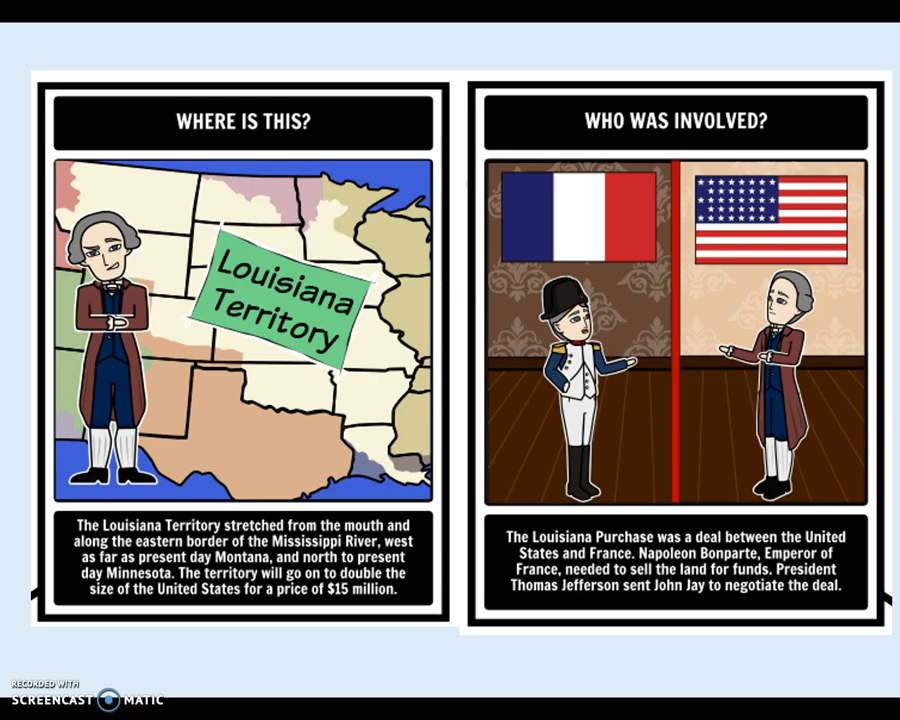 WHERE IS THIS?
Louisiana
Territory
The Louisiana Territory stretched from the mouth and
along the eastern border of the Mississippi River, west
as far as present day Montana, and north to present
day Minnesota. The territory will go on to double the
size of the United States for a price of $15 million.
WHO WAS INVOLVED?
The Louisiana Purchase was a deal between the United
States and France. Napoleon Bonparte, Emperor of
France, needed to sell the land for funds. President
Thomas Jefferson sent John Jay to negotiate the deal.
RECORDED WITH
SCREENCAST MATIC